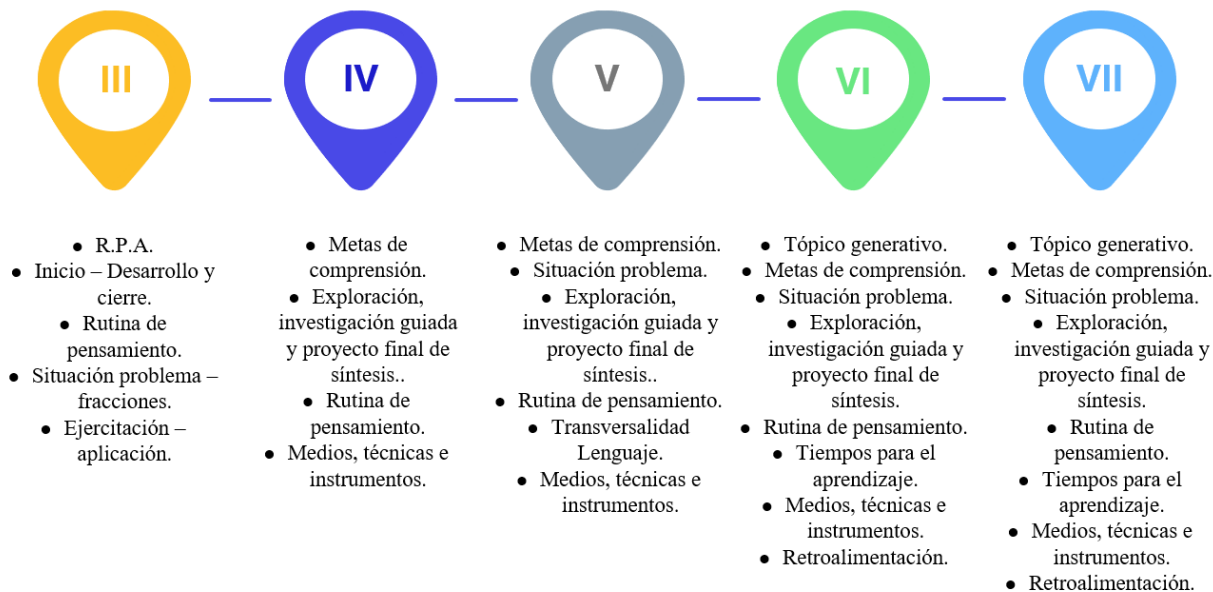 III
IV
V
VI
VII
● R.P.A.
● Inicio – Desarrollo y
cierre.
● Rutina de
pensamiento.
● Situación problema –
fracciones.
● Ejercitación –
aplicación.
● Metas de
comprensión.
● Exploración,
investigación guiada
y proyecto final de
síntesis..
● Rutina de
pensamiento.
● Medios, técnicas e
instrumentos.
● Metas de comprensión.
● Situación problema.
● Exploración,
investigación guiada y
proyecto final de
síntesis..
● Rutina de pensamiento.
● Transversalidad
Lenguaje.
● Medios, técnicas e
instrumentos.
● Tópico generativo.
● Metas de comprensión.
● Situación problema.
● Exploración,
investigación guiada y
proyecto final de
síntesis.
● Rutina de pensamiento.
● Tiempos para el
aprendizaje.
● Medios, técnicas e
instrumentos.
● Retroalimentación.
● Tópico generativo.
● Metas de comprensión.
● Situación problema.
● Exploración,
investigación guiada y
proyecto final de
síntesis.
● Rutina de
pensamiento.
● Tiempos para el
aprendizaje.
● Medios, técnicas e
instrumentos.
● Retroalimentación.